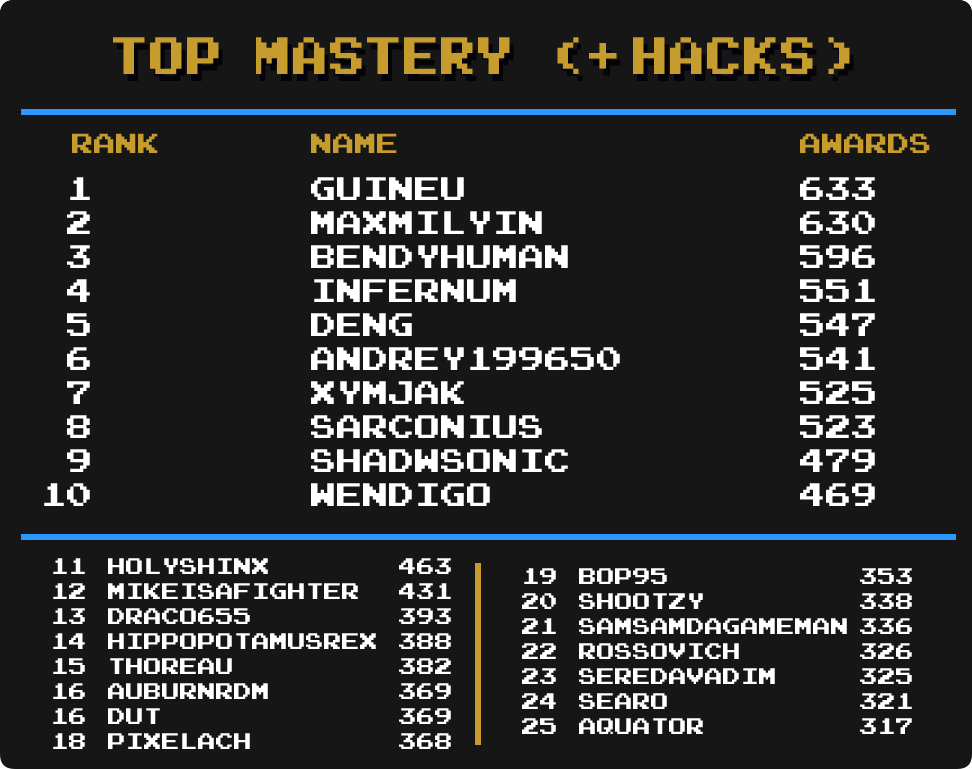 TOP MASTERY (+HACKS)
RANK NAME AWARDS
1 GUINEU 633
2 MAXMILYIN 630
3 BENDYHUMAN 596
4 INFERNUM 551
5 DENG 547
6 ANDREY199650 541
7 XYMJAK 525
8 SARCONIUS 523
9 SHADWSONIC 479
10 WENDIGO 469
11 HOLYSHINX 463
12 MIKEISAFIGHTER 431
13 DRACO655 393
14 HIPPOPOTAMUSREX 388
15 THOREAU 382
16 AUBURNRDM 369
16 DUT 369
18 PIXELACH 368
19 BOP95 353
20 SHOOTZY 338
21 SAMSAMDAGAMEMAN 336
22 ROSSOVICH 326
23 SEREDAVADIM 325
24 SEARO 321
25 AQUATOR 317